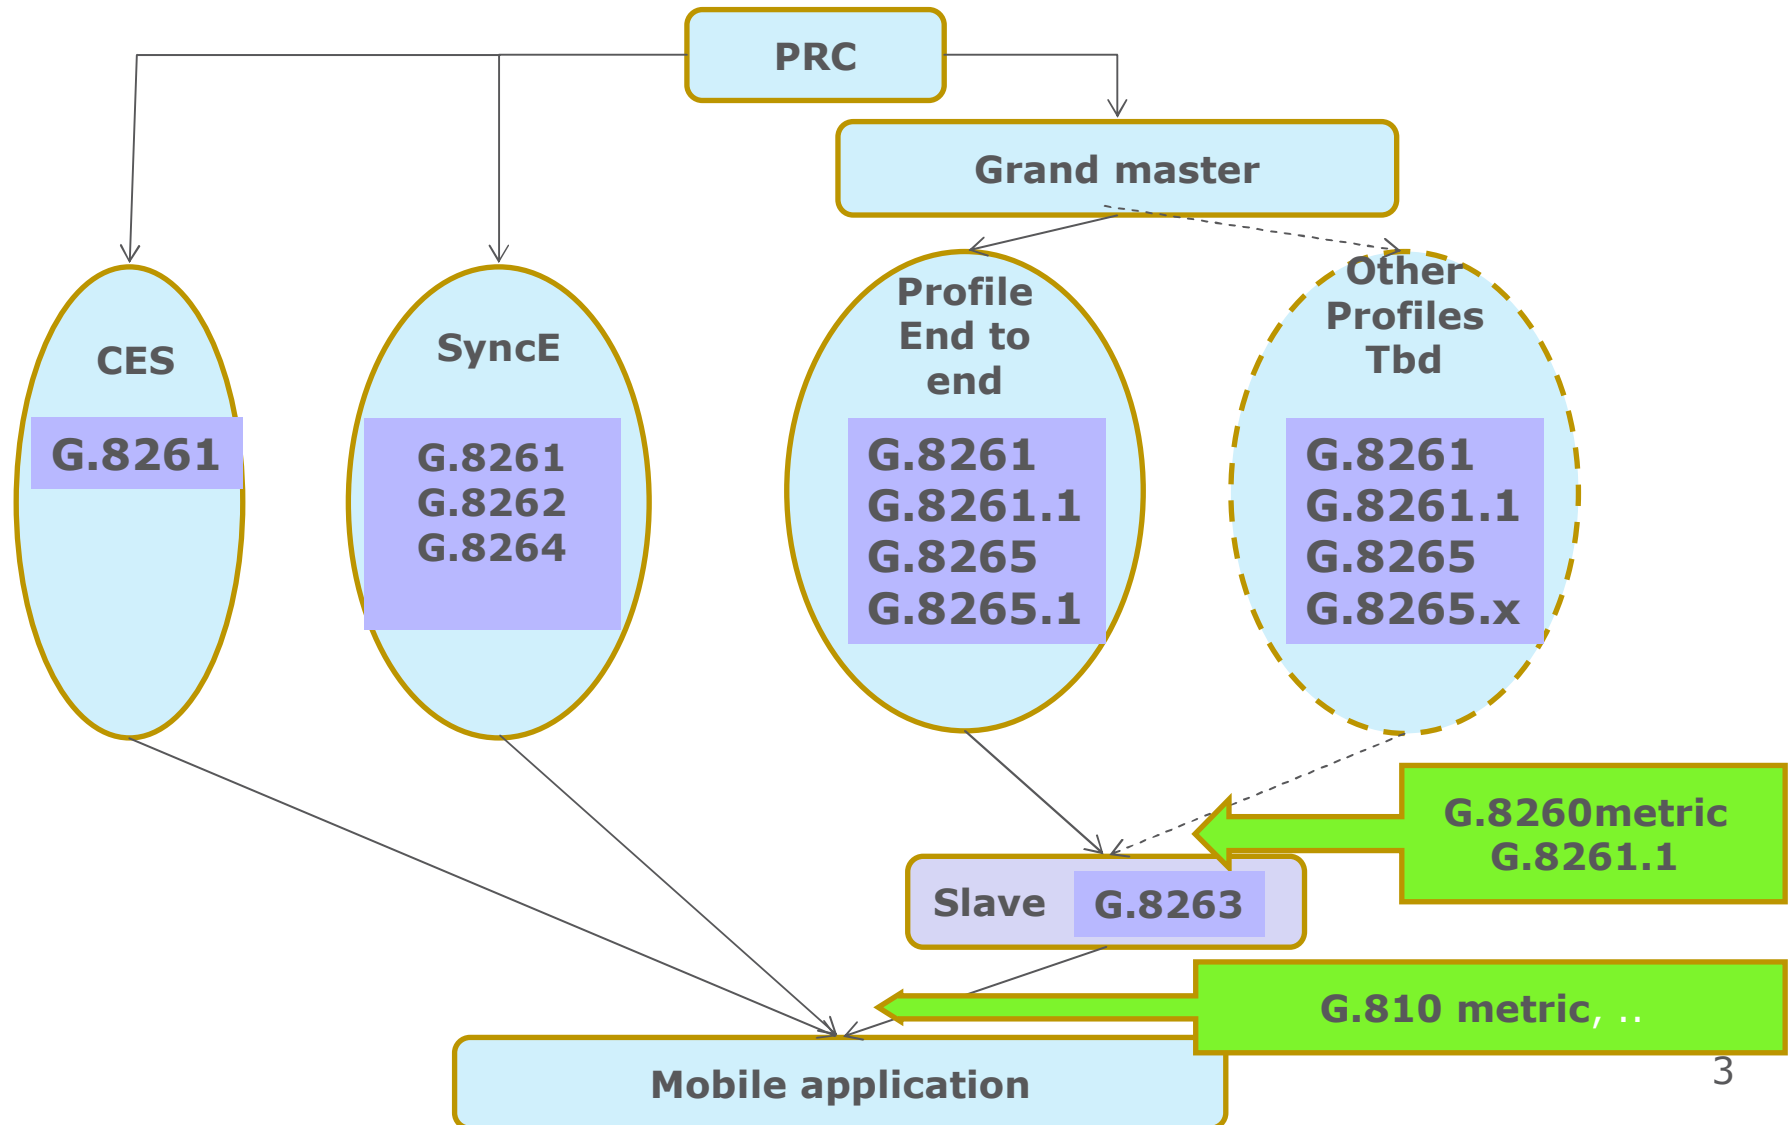 PRC
Grand master
CES
G.8261
SyncE
G.8261
G.8262
G.8264
Profile
End to
end
G.8261
G.8261.1
G.8265
G.8265.1
Other
Profiles
Tbd
G.8261
G.8261.1
G.8265
G.8265.x
G.8260metric
G.8261.1
Slave G.8263
G.810 metric, ..
Mobile application
3